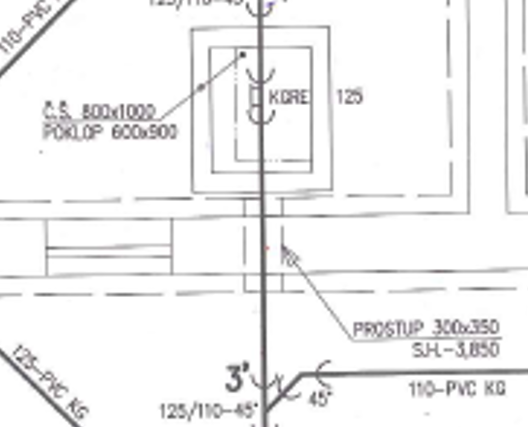 125/110-45°
110-PVC
KGRE
125
Č.Š. 800x1000
POKLOP 600x900
PROSTUP 300x350
S.H.-3,850
3'
45°
125/110-45°
110-PVC KG
125-PVC KG